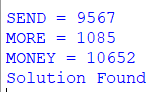 SEND = 9567
MORE = 1085
MONEY = 10652
Solution Found